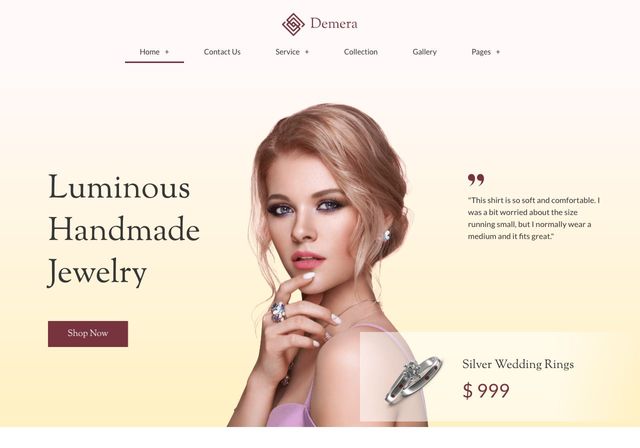 Demera
Home +
Contact Us
Service +
Collection
Gallery
Pages +
Luminous
Handmade
Jewelry
Shop Now
"This shirt is so soft and comfortable. I
was a bit worried about the size
running small, but I normally wear a
medium and it fits great."
Silver Wedding Rings
$ 999